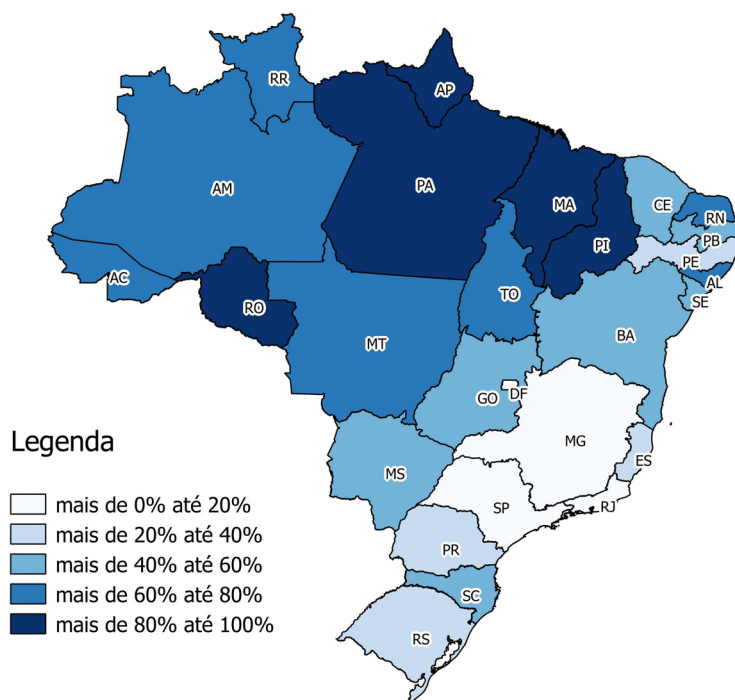 RR
AP
AM
PA
MA
CE
RN
PB
PI
PE
AL
SE
AC
RO
TO
BA
MT
GO
DF
MG
ES
MS
SP
RJ
PR
SC
RS
Legenda
mais de 0% até 20%
mais de 20% até 40%
mais de 40% até 60%
mais de 60% até 80%
mais de 80% até 100%